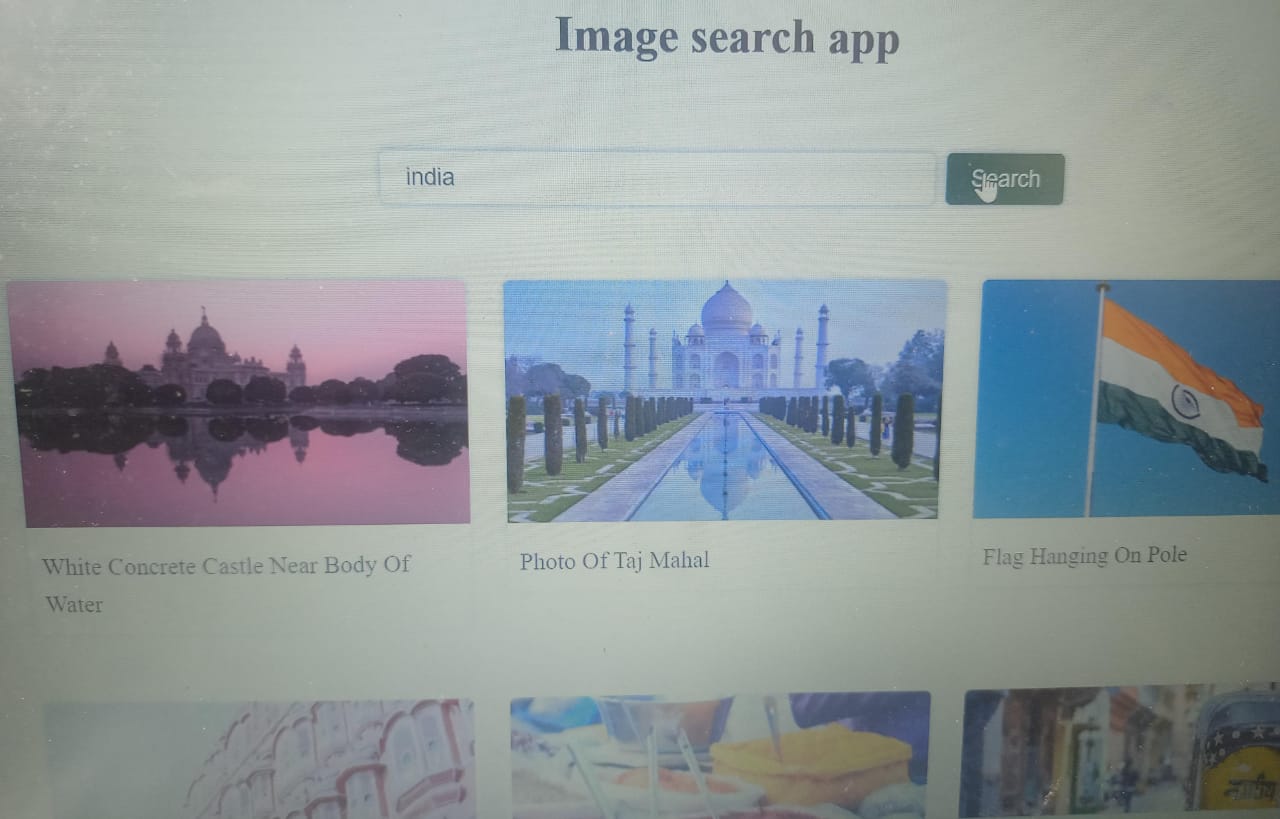 Image search app
india
Search
White Concrete Castle Near Body Of
Water
Photo Of Taj Mahal
Flag Hanging On Pole